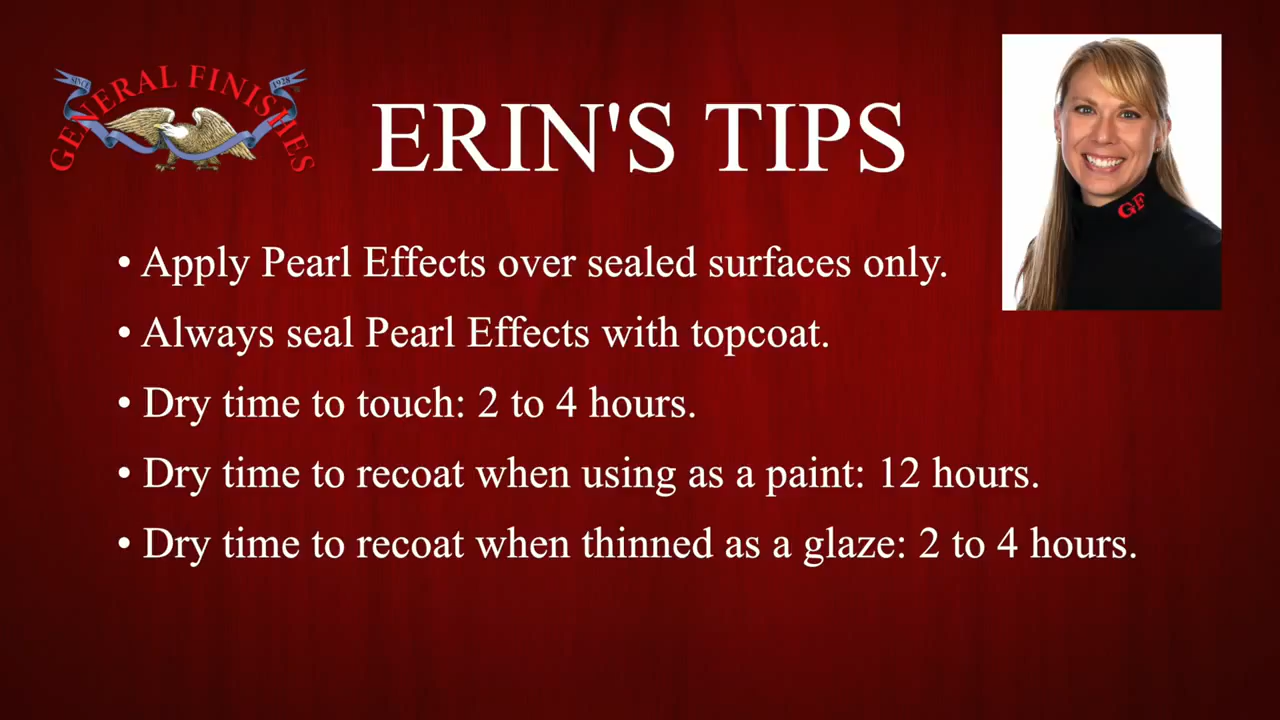 SINCE 1928
GENERAL FINISHES
ERIN'S TIPS
GF
• Apply Pearl Effects over sealed surfaces only.
• Always seal Pearl Effects with topcoat.
• Dry time to touch: 2 to 4 hours.
• Dry time to recoat when using as a paint: 12 hours.
• Dry time to recoat when thinned as a glaze: 2 to 4 hours.